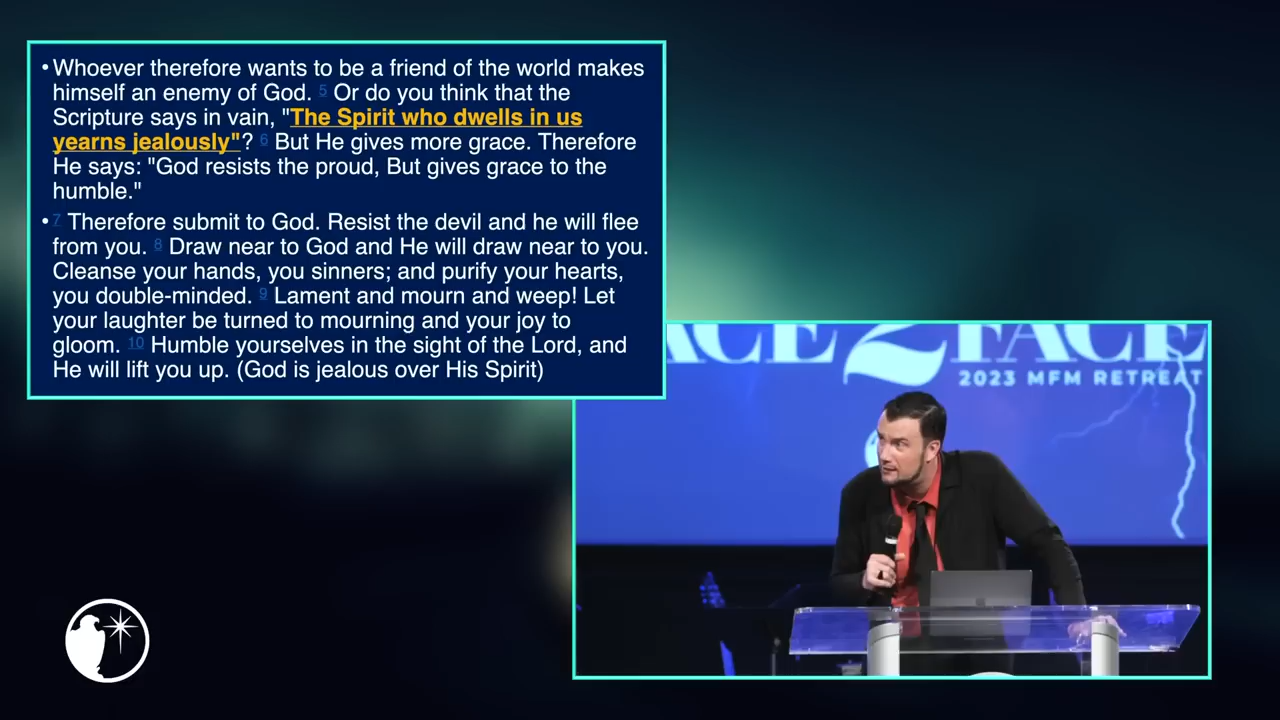 • Whoever therefore wants to be a friend of the world makes
himself an enemy of God. 5 Or do you think that the
Scripture says in vain, "The Spirit who dwells in us
yearns jealously"? 6 But He gives more grace. Therefore
He says: "God resists the proud, But gives grace to the
humble."
• 7 Therefore submit to God. Resist the devil and he will flee
from you. 8 Draw near to God and He will draw near to you.
Cleanse your hands, you sinners; and purify your hearts,
you double-minded. 9 Lament and mourn and weep! Let
your laughter be turned to mourning and your joy to
gloom. 10 Humble yourselves in the sight of the Lord, and
He will lift you up. (God is jealous over His Spirit)
ACE 2 FACE
2023 MFM RETREAT